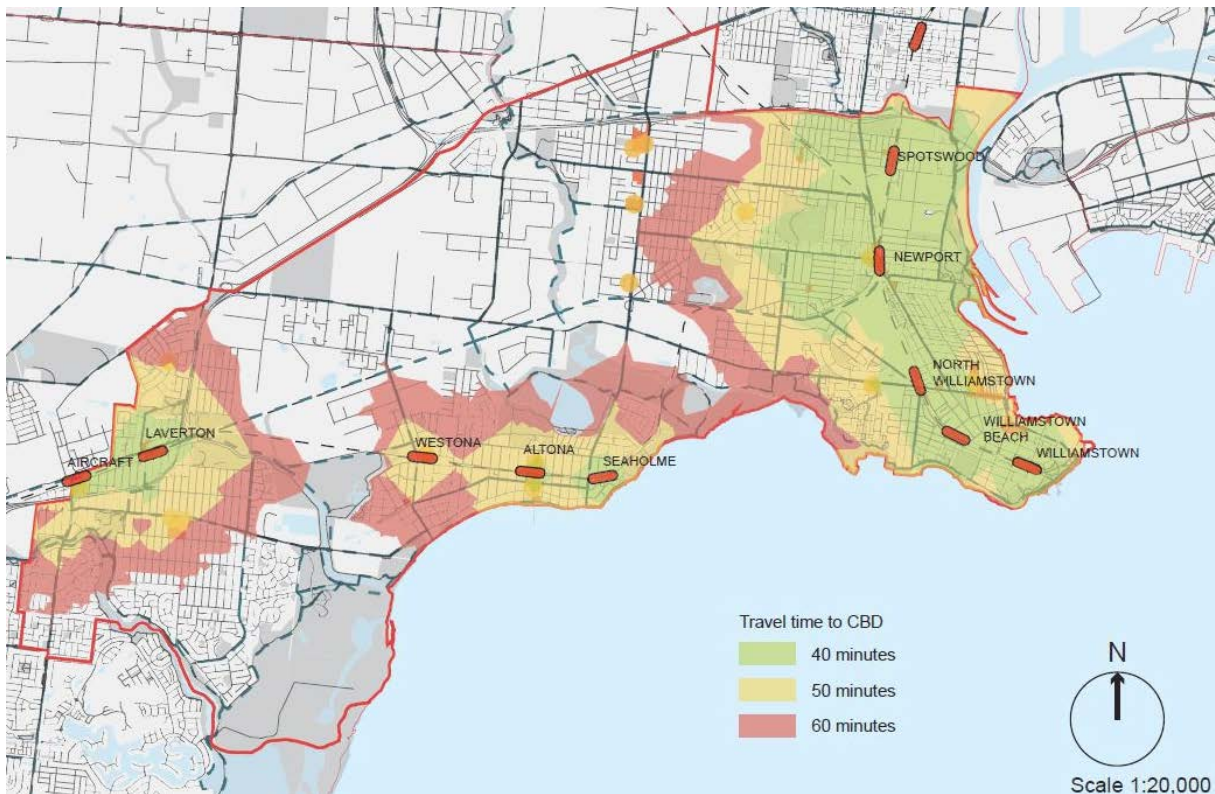 SPOTSWOOD
NEWPORT
NORTH
WILLIAMSTOWN
WILLIAMSTOWN
BEACH
WILLIAMSTOWN
LAVERTON
AIRCRAFT
WESTONA
ALTONA
SEAHOLME
Travel time to CBD
40 minutes
50 minutes
60 minutes
N
Scale 1:20,000